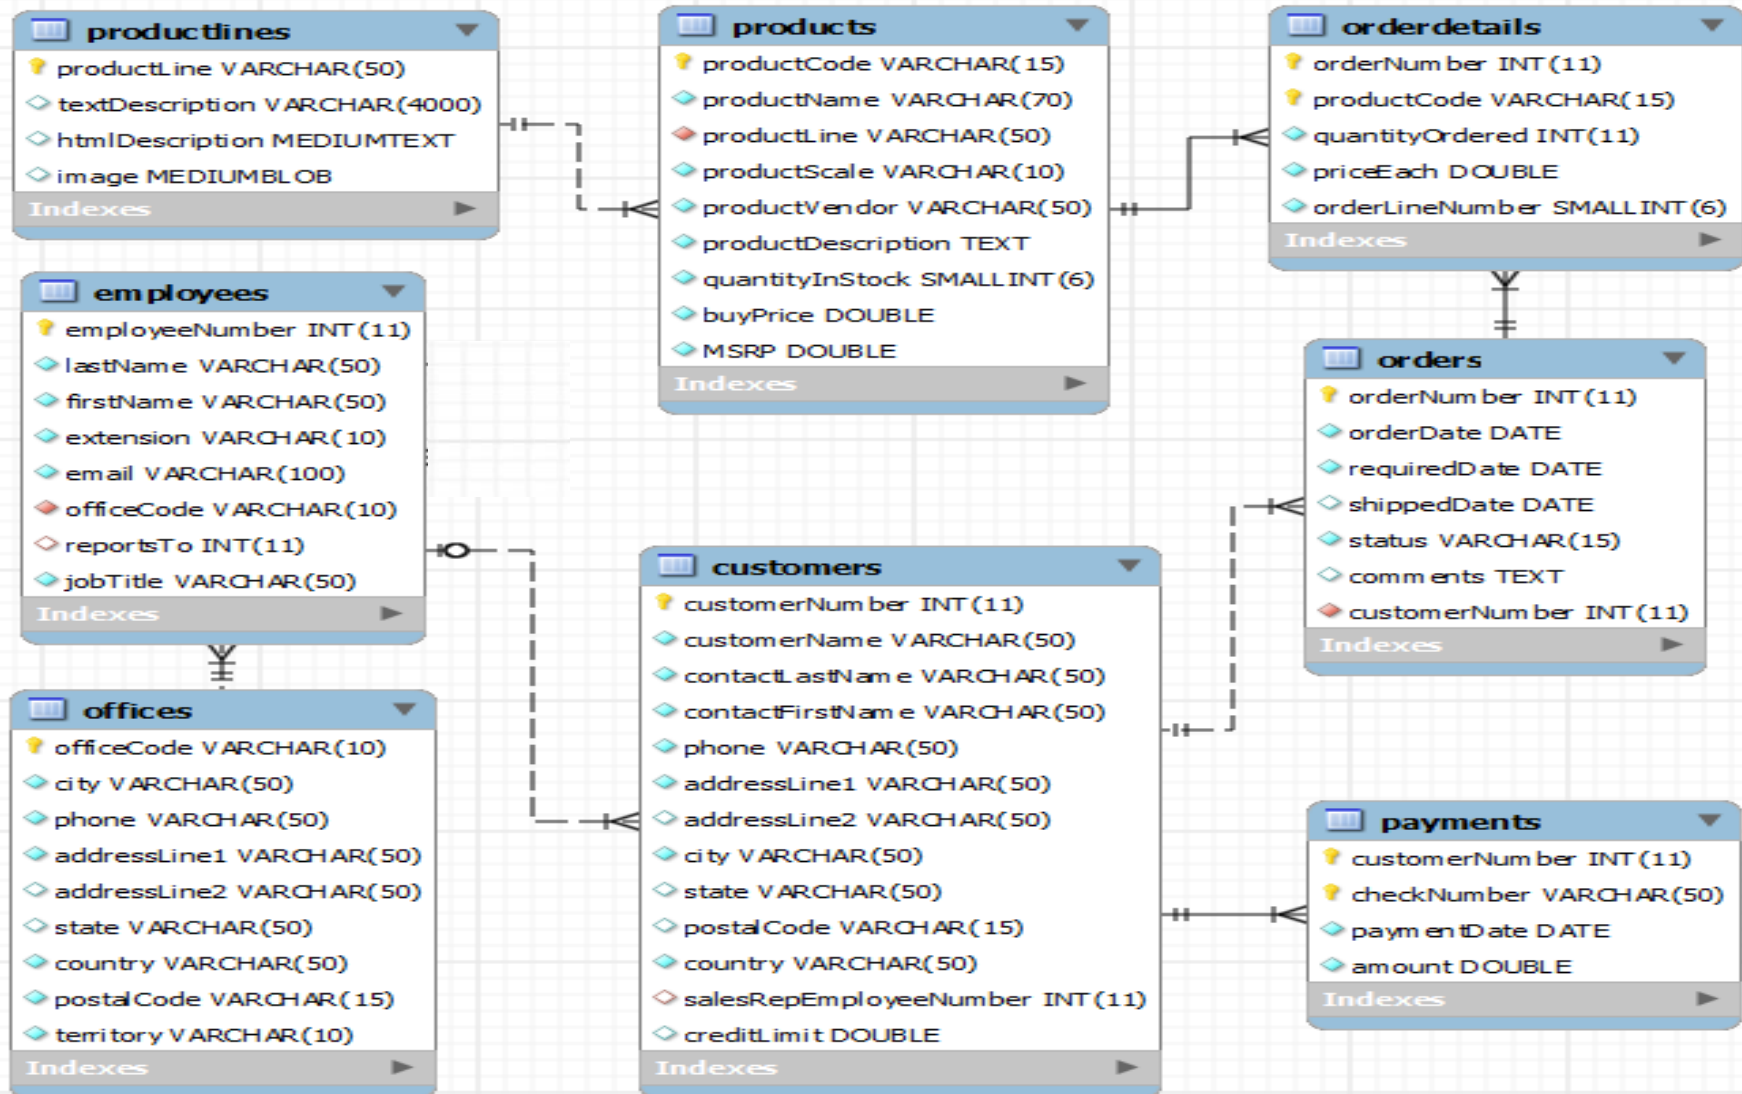 productlines
productLine VARCHAR(50)
textDescription VARCHAR(4000)
htmlDescription MEDIUMTEXT
image MEDIUMBLOB
Indexes
products
productCode VARCHAR(15)
productName VARCHAR(70)
productLine VARCHAR(50)
productScale VARCHAR(10)
productVendor VARCHAR(50)
productDescription TEXT
quantityInStock SMALLINT(6)
buyPrice DOUBLE
MSRP DOUBLE
Indexes
orderdetails
orderNumber INT(11)
productCode VARCHAR(15)
quantityOrdered INT(11)
priceEach DOUBLE
orderLineNumber SMALLINT(6)
Indexes
employees
employeeNumber INT(11)
lastName VARCHAR(50)
firstName VARCHAR(50)
extension VARCHAR(10)
email VARCHAR(100)
officeCode VARCHAR(10)
reportsTo INT(11)
jobTitle VARCHAR(50)
Indexes
orders
orderNumber INT(11)
orderDate DATE
requiredDate DATE
shippedDate DATE
status VARCHAR(15)
comments TEXT
customerNumber INT(11)
Indexes
offices
officeCode VARCHAR(10)
city VARCHAR(50)
phone VARCHAR(50)
addressLine1 VARCHAR(50)
addressLine2 VARCHAR(50)
state VARCHAR(50)
country VARCHAR(50)
postalCode VARCHAR(15)
territory VARCHAR(10)
Indexes
customers
customerNumber INT(11)
customerName VARCHAR(50)
contactLastName VARCHAR(50)
contactFirstName VARCHAR(50)
phone VARCHAR(50)
addressLine1 VARCHAR(50)
addressLine2 VARCHAR(50)
city VARCHAR(50)
state VARCHAR(50)
postalCode VARCHAR(15)
country VARCHAR(50)
salesRepEmployeeNumber INT(11)
creditLimit DOUBLE
Indexes
payments
customerNumber INT(11)
checkNumber VARCHAR(50)
paymentDate DATE
amount DOUBLE
Indexes